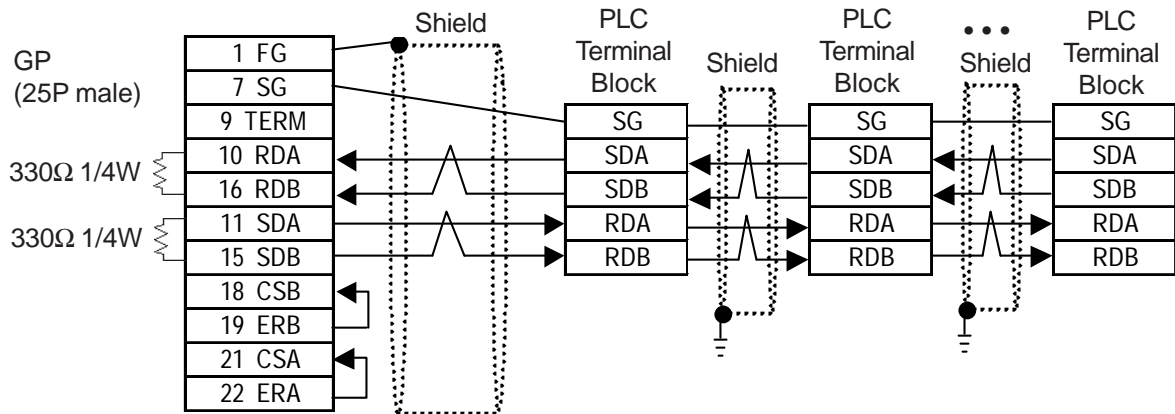 GP
(25P male)
330Ω 1/4W
330Ω 1/4W
1 FG
7 SG
9 TERM
10 RDA
16 RDB
11 SDA
15 SDB
18 CSB
19 ERB
21 CSA
22 ERA
Shield
PLC
Terminal
Block
SG
SDA
SDB
RDA
RDB
Shield
PLC
Terminal
Block
SG
SDA
SDB
RDA
RDB
•••
Shield
PLC
Terminal
Block
SG
SDA
SDB
RDA
RDB